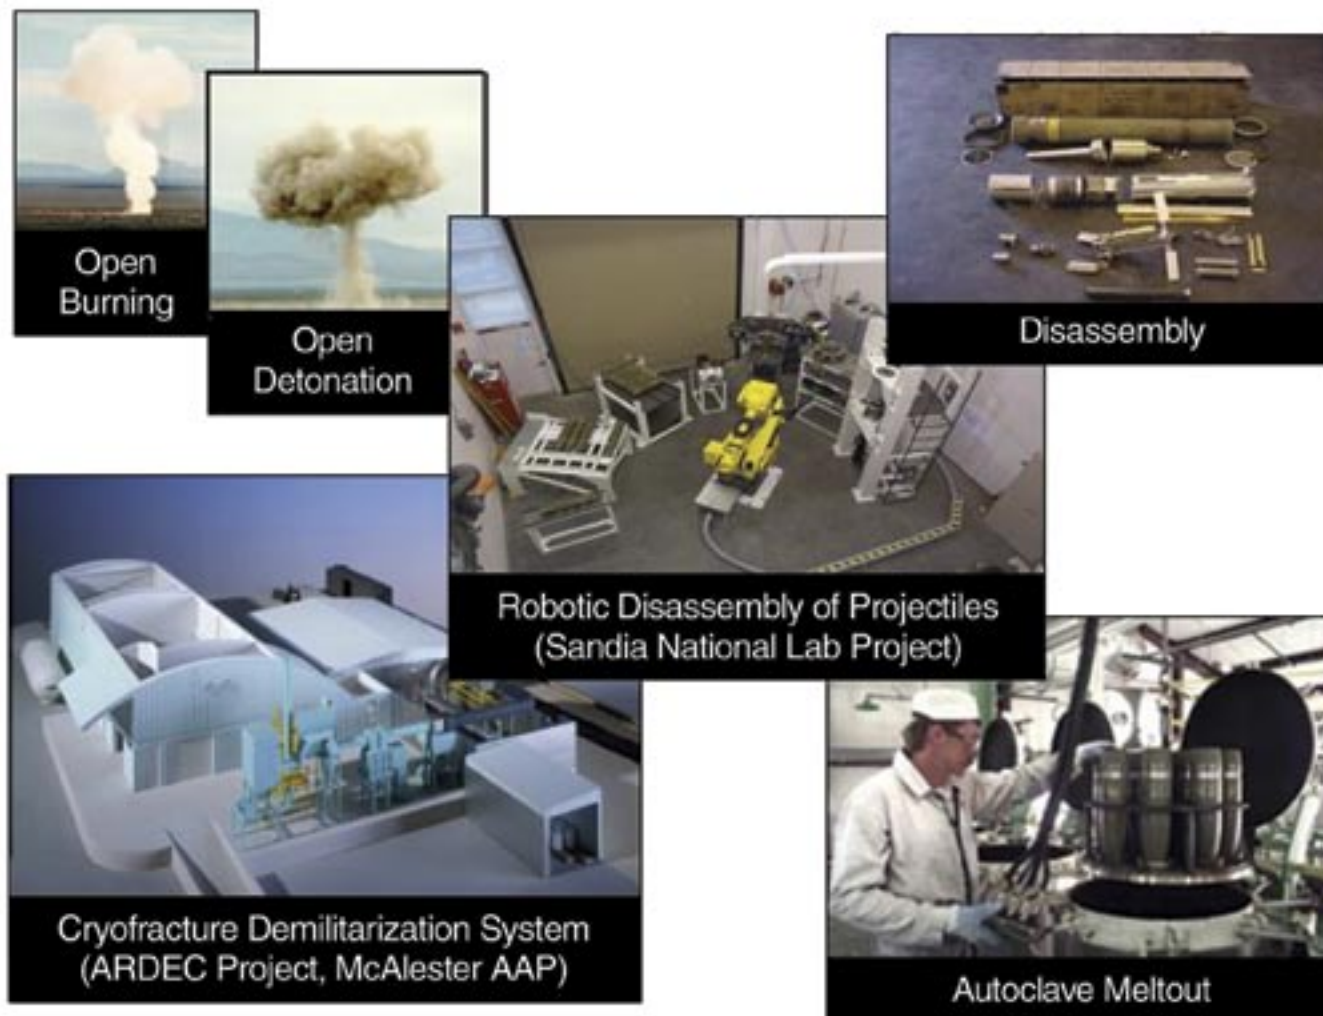 Open
Burning
Open
Detonation
Disassembly
Robotic Disassembly of Projectiles
(Sandia National Lab Project)
Cryofracture Demilitarization System
(ARDEC Project, McAlester AAP)
Autoclave Meltout